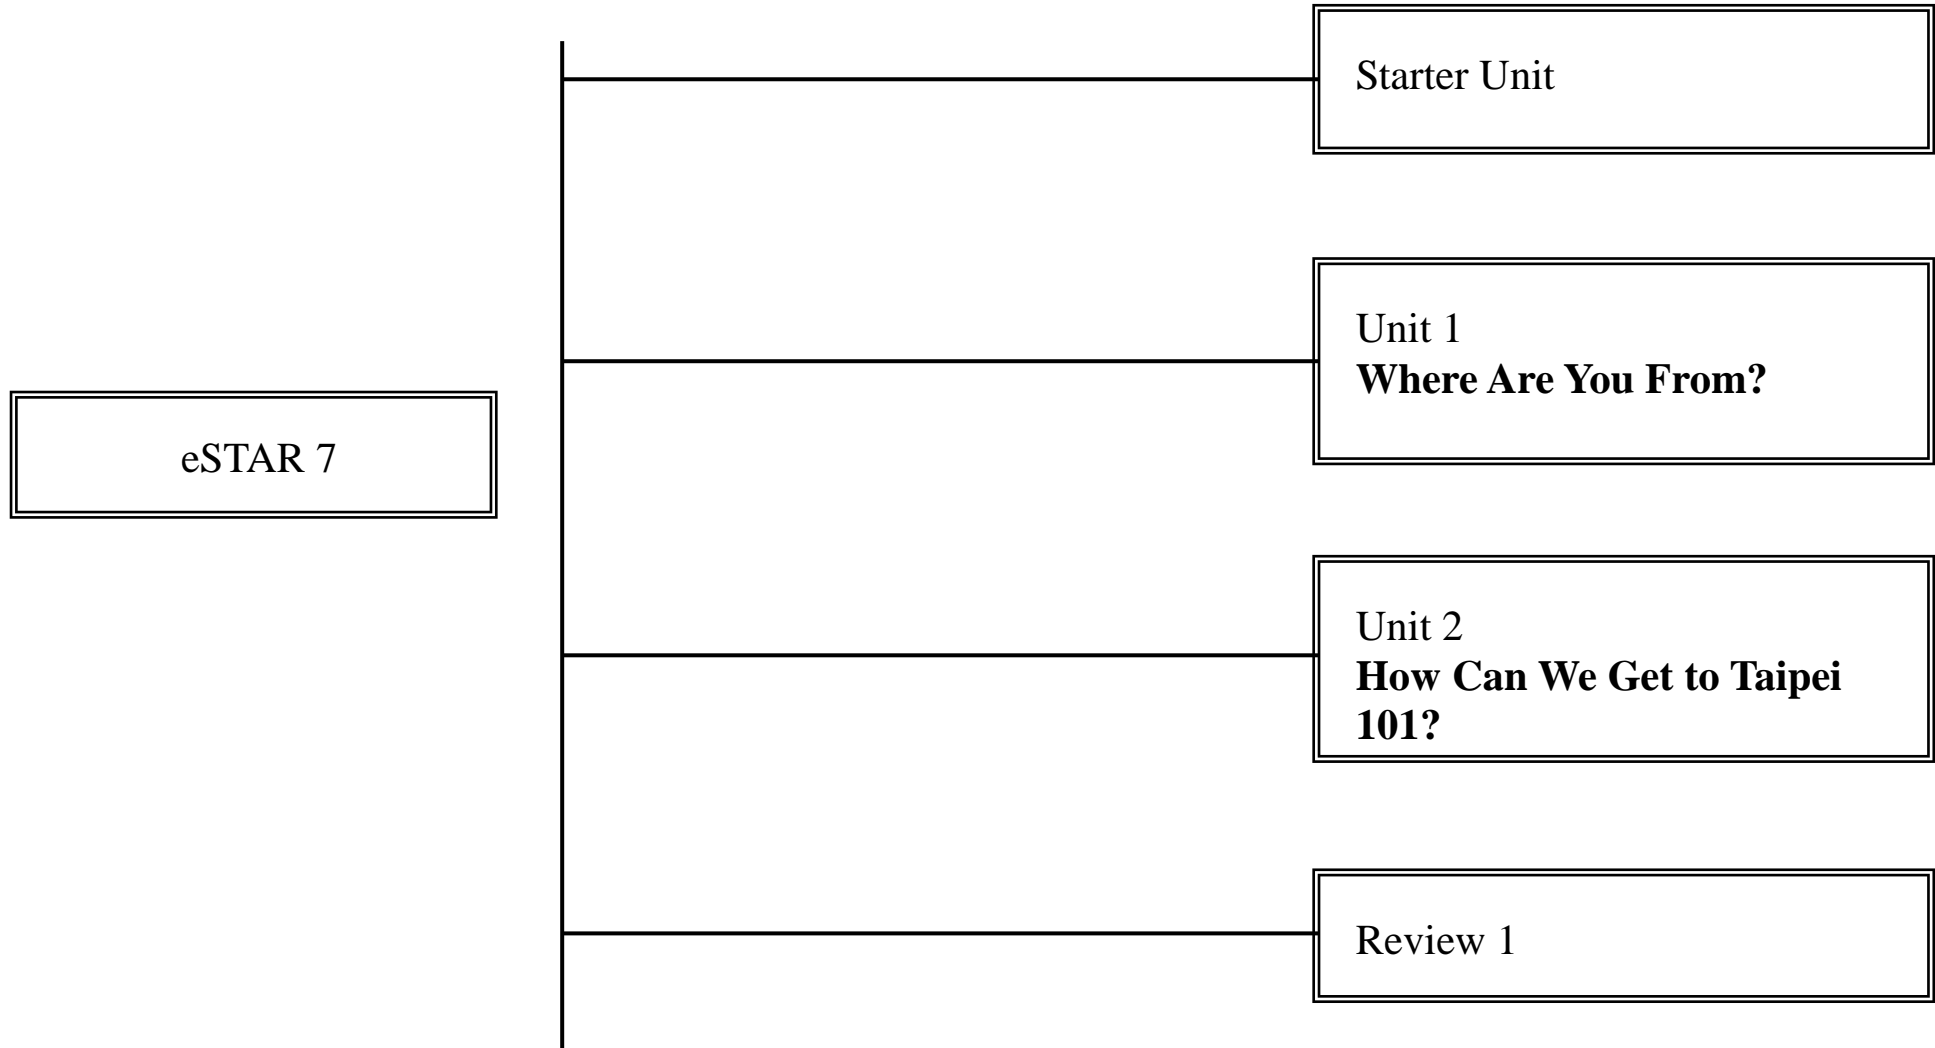 Starter Unit
Unit 1
Where Are You From?
eSTAR 7
Unit 2
How Can We Get to Taipei
101?
Review 1